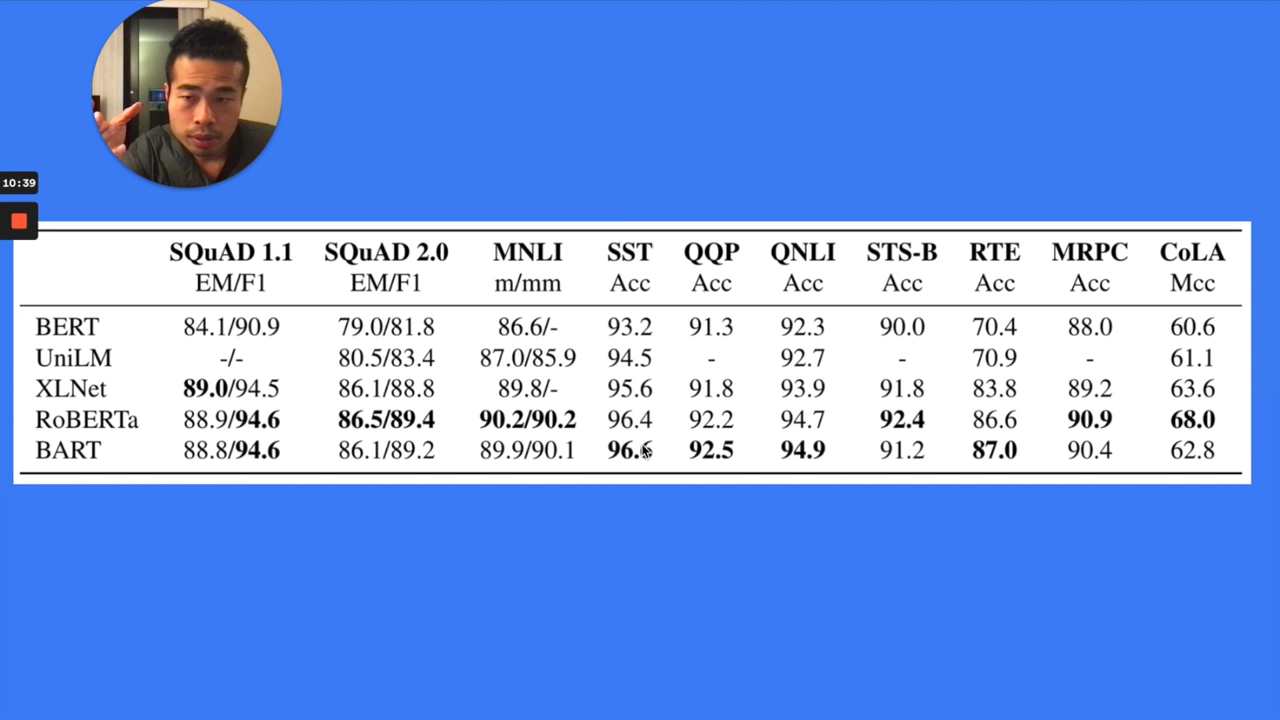 10:39
SQuAD 1.1 SQuAD 2.0 MNLI SST QQP QNLI STS-B RTE MRPC CoLA
EM/F1 EM/F1 m/mm Acc Acc Acc Acc Acc Acc Mcc
BERT 84.1/90.9 79.0/81.8 86.6/- 93.2 91.3 92.3 90.0 70.4 88.0 60.6
UniLM -/- 80.5/83.4 87.0/85.9 94.5 - 92.7 - 70.9 - 61.1
XLNet 89.0/94.5 86.1/88.8 89.8/- 95.6 91.8 93.9 91.8 83.8 89.2 63.6
RoBERTa 88.9/94.6 86.5/89.4 90.2/90.2 96.4 92.2 94.7 92.4 86.6 90.9 68.0
BART 88.8/94.6 86.1/89.2 89.9/90.1 96.6 92.5 94.9 91.2 87.0 90.4 62.8